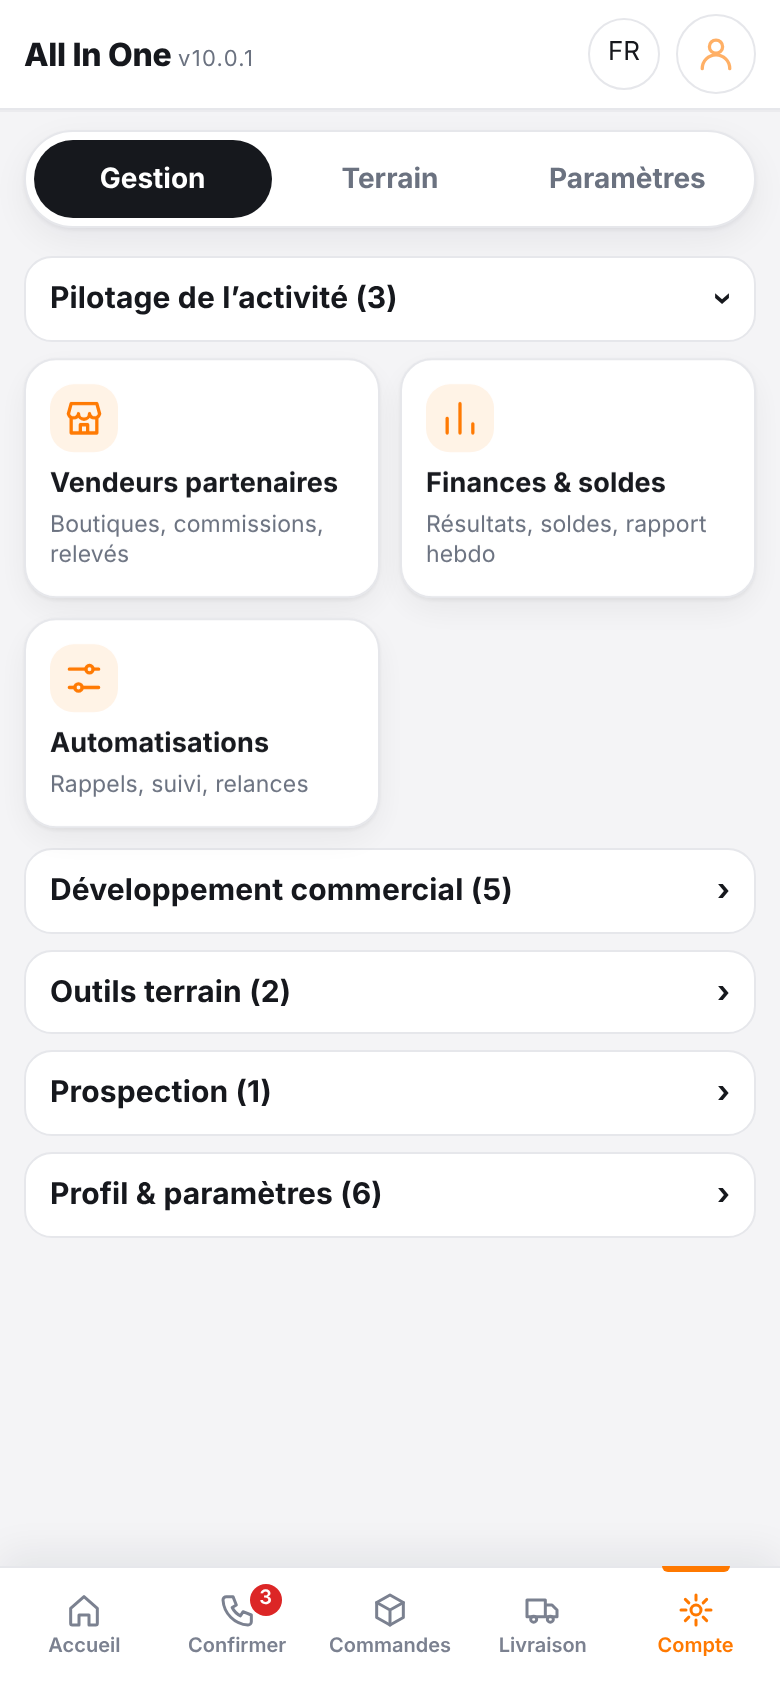 All In One v10.0.1
FR
Gestion
Terrain
Paramètres
Pilotage de l’activité (3)
Vendeurs partenaires
Boutiques, commissions,
relevés
Finances & soldes
Résultats, soldes, rapport
hebdo
Automatisations
Rappels, suivi, relances
Développement commercial (5)
Outils terrain (2)
Prospection (1)
Profil & paramètres (6)
Accueil
3
Confirmer
Commandes
Livraison
Compte